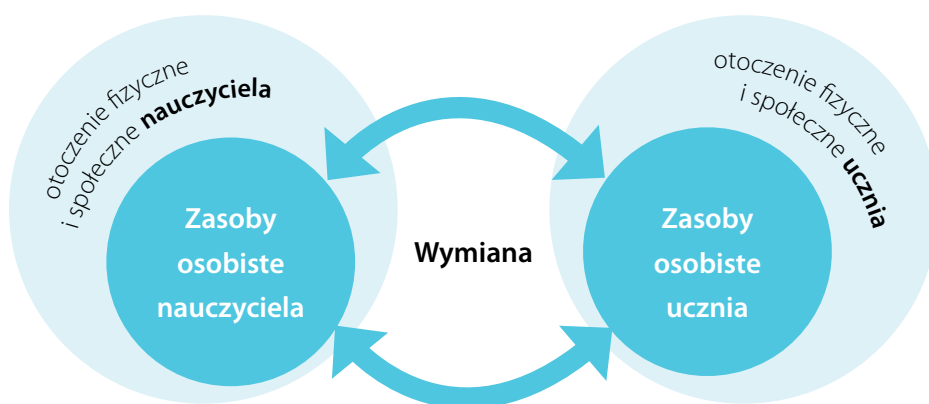 otoczenie fizyczne
i społeczne nauczyciela
Zasoby
osobiste
nauczyciela
Wymiana
otoczenie fizyczne
i społeczne ucznia
Zasoby
osobiste
ucznia